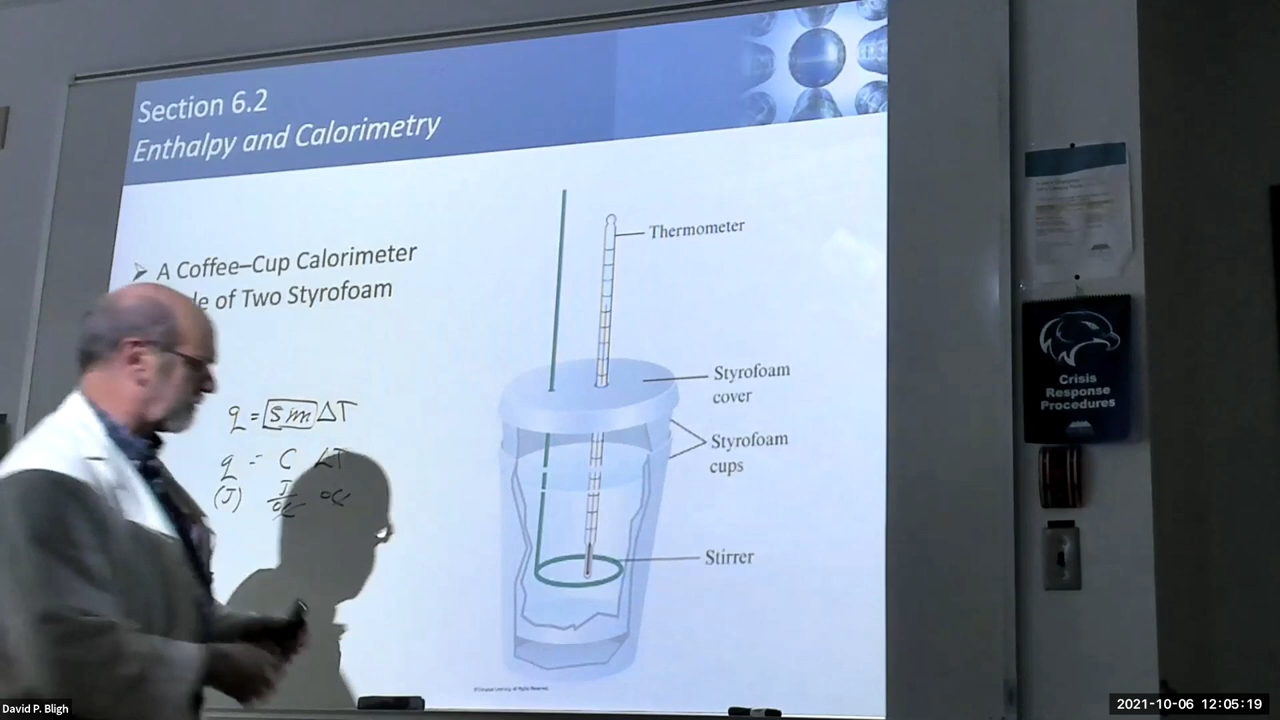 Section 6.2
Enthalpy and Calorimetry
A Coffee–Cup Calorimeter
of Two Styrofoam
Thermometer
Styrofoam
cover
Styrofoam
cups
Stirrer
q = sm ΔT
q = C ΔT
(J) J/°C °C
Crisis
Response
Procedures
David P. Bligh
2021-10-06 12:05:19